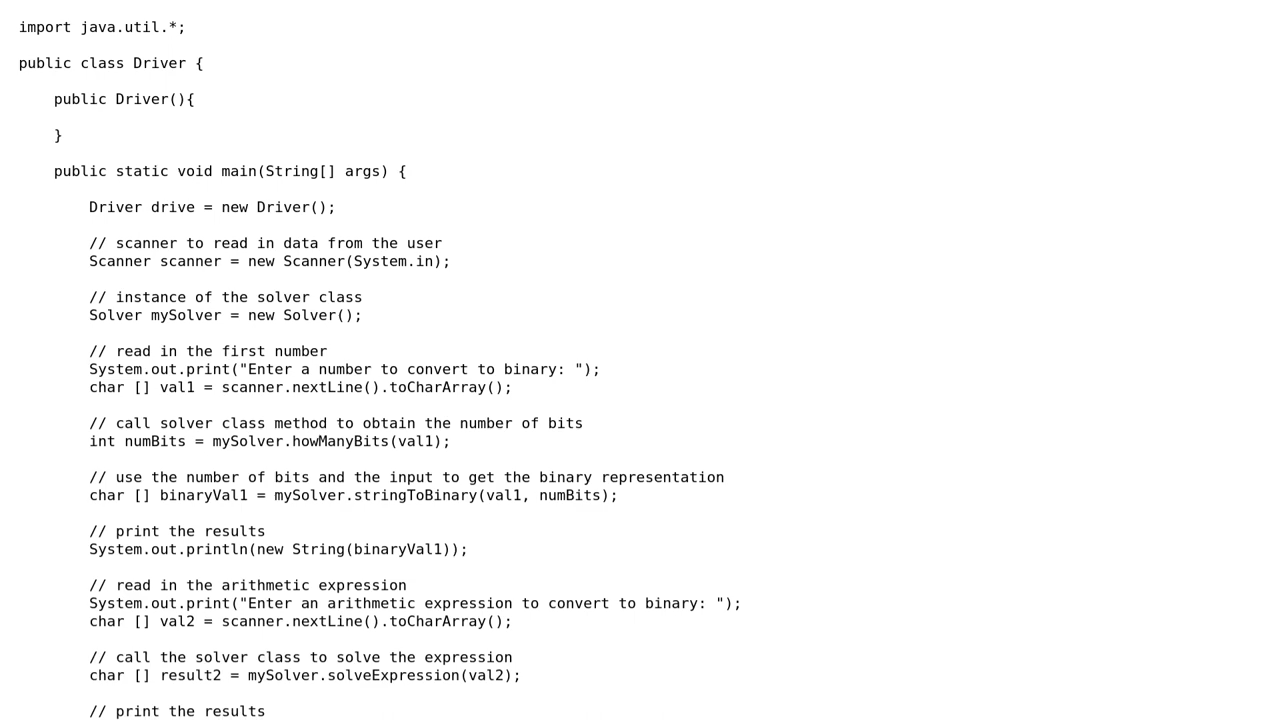 import java.util.*;
public class Driver {
public Driver(){
}
public static void main(String[] args) {
Driver drive = new Driver();
// scanner to read in data from the user
Scanner scanner = new Scanner(System.in);
// instance of the solver class
Solver mySolver = new Solver();
// read in the first number
System.out.print("Enter a number to convert to binary: ");
char [] val1 = scanner.nextLine().toCharArray();
// call solver class method to obtain the number of bits
int numBits = mySolver.howManyBits(val1);
// use the number of bits and the input to get the binary representation
char [] binaryVal1 = mySolver.stringToBinary(val1, numBits);
// print the results
System.out.println(new String(binaryVal1));
// read in the arithmetic expression
System.out.print("Enter an arithmetic expression to convert to binary: ");
char [] val2 = scanner.nextLine().toCharArray();
// call the solver class to solve the expression
char [] result2 = mySolver.solveExpression(val2);
// print the results